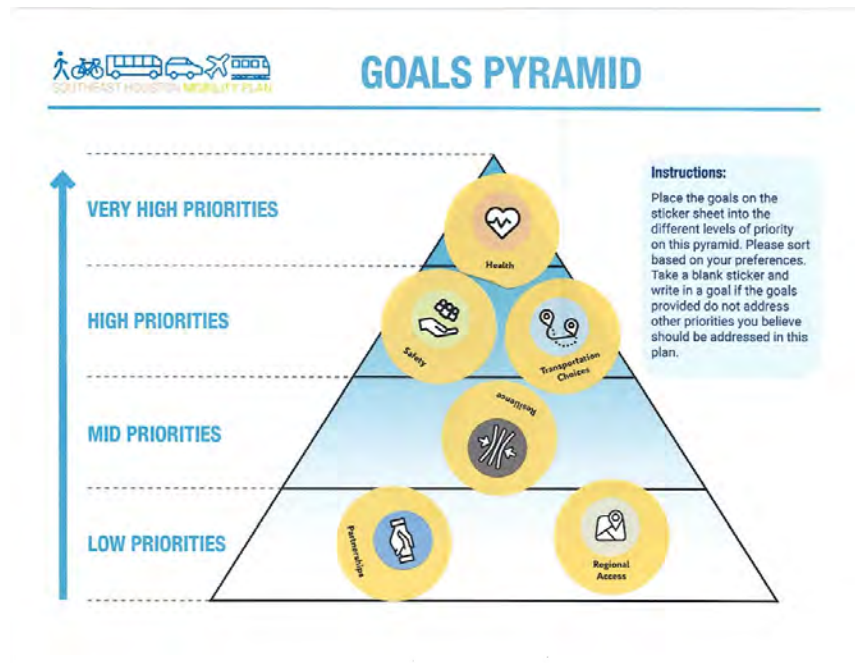 SOUTHEAST HOUSTON MOBILITY PLAN
GOALS PYRAMID
VERY HIGH PRIORITIES
HIGH PRIORITIES
MID PRIORITIES
LOW PRIORITIES
Health
Safety
Transportation
Choices
Resilience
Partnerships
Regional
Access
Instructions:
Place the goals on the
sticker sheet into the
different levels of priority
on this pyramid. Please sort
based on your preferences.
Take a blank sticker and
write in a goal if the goals
provided do not address
other priorities you believe
should be addressed in this
plan.